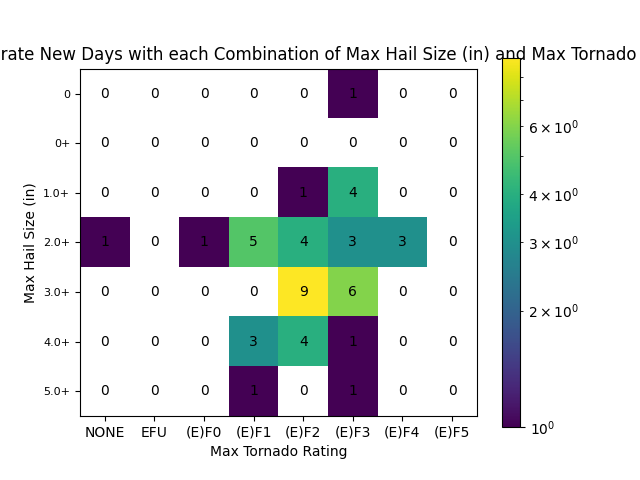 rate New Days with each Combination of Max Hail Size (in) and Max Tornado
0 0 0 0 0 0 1 0 0
0+ 0 0 0 0 0 0 0 0
1.0+ 0 0 0 0 1 4 0 0
2.0+ 1 0 1 5 4 3 3 0
3.0+ 0 0 0 0 9 6 0 0
4.0+ 0 0 0 3 4 1 0 0
5.0+ 0 0 0 1 0 1 0 0
NONE EFU (E)F0 (E)F1 (E)F2 (E)F3 (E)F4 (E)F5
Max Tornado Rating
Max Hail Size (in)
6 × 10⁰
4 × 10⁰
3 × 10⁰
2 × 10⁰
10⁰